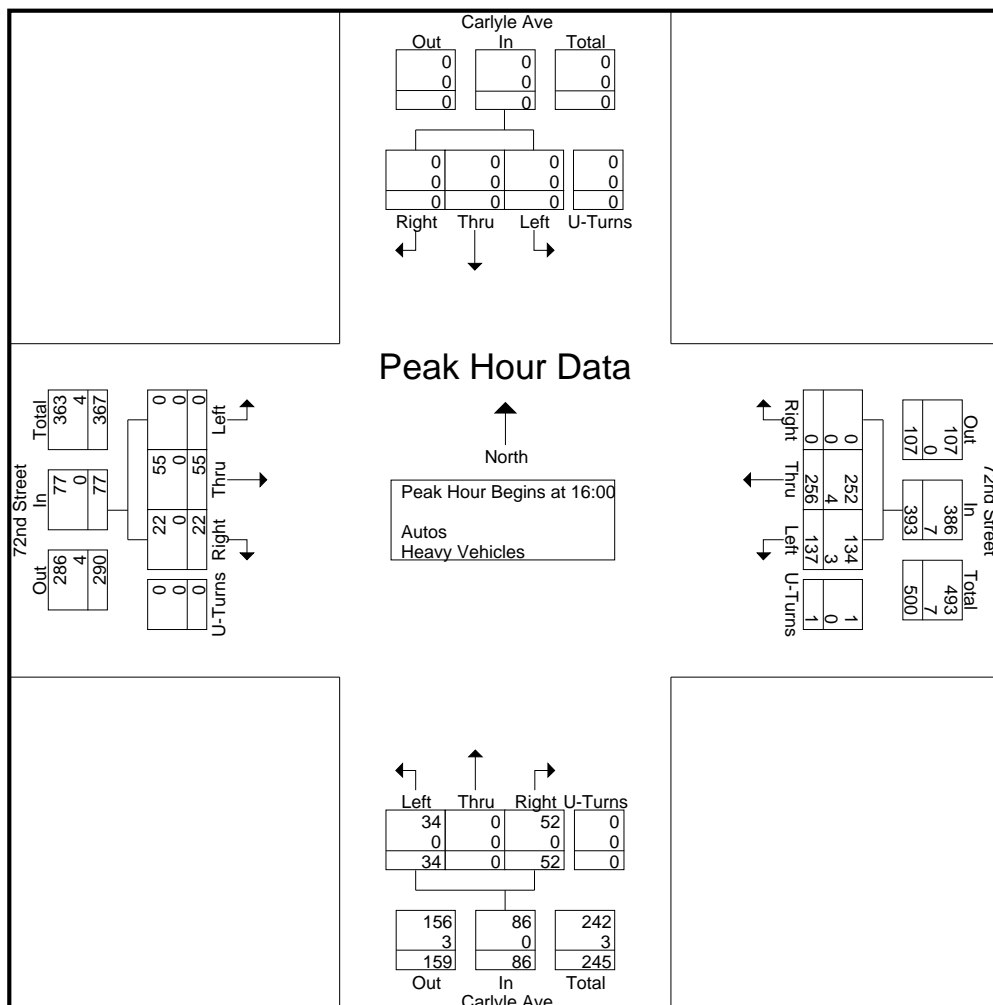 Carlyle Ave
Out In Total
0 0 0
0 0 0
0 0 0
0 0 0 0
0 0 0 0
0 0 0 0
Right Thru Left U-Turns
Peak Hour Data
North
Peak Hour Begins at 16:00
Autos
Heavy Vehicles
72nd Street
Out In Total
286 77 363
4 0 4
290 77 367
U-Turns Right Thru Left
0 22 55 0
0 0 0 0
0 22 55 0
72nd Street
Out In Total
107 386 493
0 7 7
107 393 500
0 252 134 1
0 4 3 0
0 256 137 1
Right Thru Left U-Turns
Left Thru Right U-Turns
34 0 52 0
0 0 0 0
34 0 52 0
156 86 242
3 0 3
159 86 245
Out In Total
Carlyle Ave